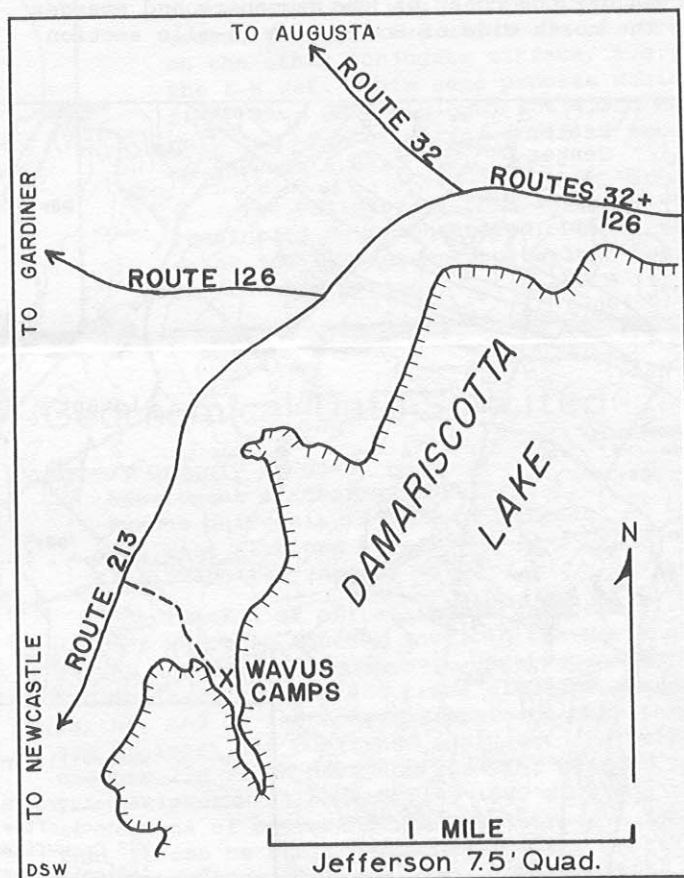 TO AUGUSTA
ROUTE 32
ROUTES 32+
126
TO GARDINER
ROUTE 126
DAMARISCOTTA
LAKE
N
ROUTE 213
WAVUS
CAMPS
TO NEWCASTLE
MILE
Jefferson 7.5' Quad.
DSW